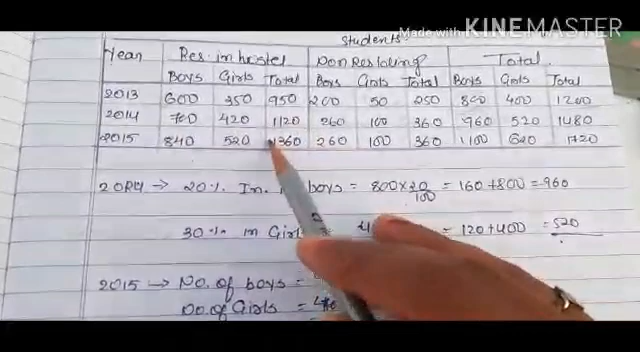 Made with KINEMASTER
Students
Year Res. in hostel Non Residing Total
Boys Girls Total Boys Girls Total Boys Girls Total
2013 600 350 950 200 50 250 800 400 1200
2014 700 420 1120 260 100 360 960 520 1480
2015 840 520 1360 260 100 360 1100 620 1720
2014 → 20% In. boys = 800 × 20/100 = 160 + 800 = 960
30% in Girls = = 120 + 400 = 520
2015 → No. of boys =
No. of Girls =